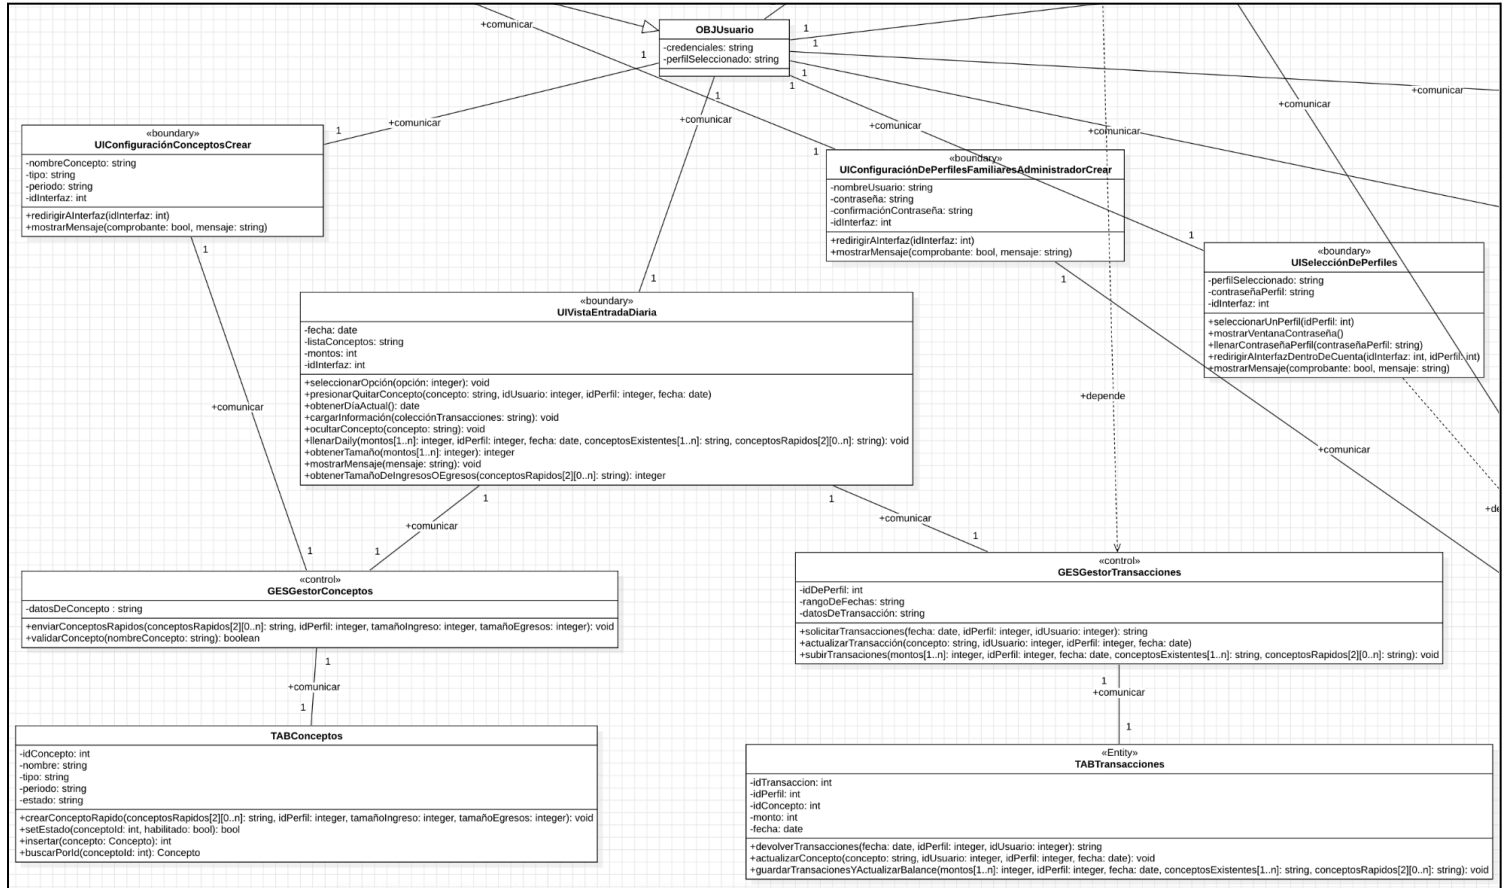 +comunicar
OBJUsuario
-credenciales: string
-perfilSeleccionado: string
1
1
1
1
1
1
+comunicar
1
+comunicar
1
+comunicar
+comunicar
+comunicar
+comunicar
«boundary»
UIConfiguraciónConceptosCrear
-nombreConcepto: string
-tipo: string
-periodo: string
-idInterfaz: int
+redirigirAInterfaz(idInterfaz: int)
+mostrarMensaje(comprobante: bool, mensaje: string)
1
1
«boundary»
UIConfiguraciónDePerfilesFamiliaresAdministradorCrear
-nombreUsuario: string
-contraseña: string
-confirmaciónContraseña: string
-idInterfaz: int
+redirigirAInterfaz(idInterfaz: int)
+mostrarMensaje(comprobante: bool, mensaje: string)
1
1
«boundary»
UISelecciónDePerfiles
-perfilSeleccionado: string
-contraseñaPerfil: string
-idInterfaz: int
+seleccionarUnPerfil(idPerfil: int)
+mostrarVentanaContraseña()
+llenarContraseñaPerfil(contraseñaPerfil: string)
+redirigirAInterfazDentroDeCuenta(idInterfaz: int, idPerfil: int)
+mostrarMensaje(comprobante: bool, mensaje: string)
1
«boundary»
UIVistaEntradaDiaria
-fecha: date
-listaConceptos: string
-montos: int
-idInterfaz: int
+seleccionarOpción(opción: integer): void
+presionarQuitarConcepto(concepto: string, idUsuario: integer, idPerfil: integer, fecha: date)
+obtenerDíaActual(): date
+cargarInformación(colecciónTransacciones: string): void
+ocultarConcepto(concepto: string): void
+llenarDaily(montos[1..n]: integer, idPerfil: integer, fecha: date, conceptosExistentes[1..n]: string, conceptosRapidos[2][0..n]: string): void
+obtenerTamaño(montos[1..n]: integer): integer
+mostrarMensaje(mensaje: string): void
+obtenerTamañoDeIngresosOEgresos(conceptosRapidos[2][0..n]: string): integer
+comunicar
+depende
+comunicar
1
1
+comunicar
+comunicar
+de
1
1
1
«control»
GESGestorConceptos
-datosDeConcepto : string
+enviarConceptosRapidos(conceptosRapidos[2][0..n]: string, idPerfil: integer, tamañoIngreso: integer, tamañoEgresos: integer): void
+validarConcepto(nombreConcepto: string): boolean
«control»
GESGestorTransacciones
-idDePerfil: int
-rangoDeFechas: string
-datosDeTransacción: string
+solicitarTransacciones(fecha: date, idPerfil: integer, idUsuario: integer): string
+actualizarTransacción(concepto: string, idUsuario: integer, idPerfil: integer, fecha: date)
+subirTransaciones(montos[1..n]: integer, idPerfil: integer, fecha: date, conceptosExistentes[1..n]: string, conceptosRapidos[2][0..n]: string): void
1
+comunicar
1
1
+comunicar
1
TABConceptos
-idConcepto: int
-nombre: string
-tipo: string
-periodo: string
-estado: string
+crearConceptoRapido(conceptosRapidos[2][0..n]: string, idPerfil: integer, tamañoIngreso: integer, tamañoEgresos: integer): void
+setEstado(conceptoId: int, habilitado: bool): bool
+insertar(concepto: Concepto): int
+buscarPorId(conceptoId: int): Concepto
«Entity»
TABTransacciones
-idTransaccion: int
-idPerfil: int
-idConcepto: int
-monto: int
-fecha: date
+devolverTransacciones(fecha: date, idPerfil: integer, idUsuario: integer): string
+actualizarConcepto(concepto: string, idUsuario: integer, idPerfil: integer, fecha: date): void
+guardarTransacionesYActualizarBalance(montos[1..n]: integer, idPerfil: integer, fecha: date, conceptosExistentes[1..n]: string, conceptosRapidos[2][0..n]: string): void